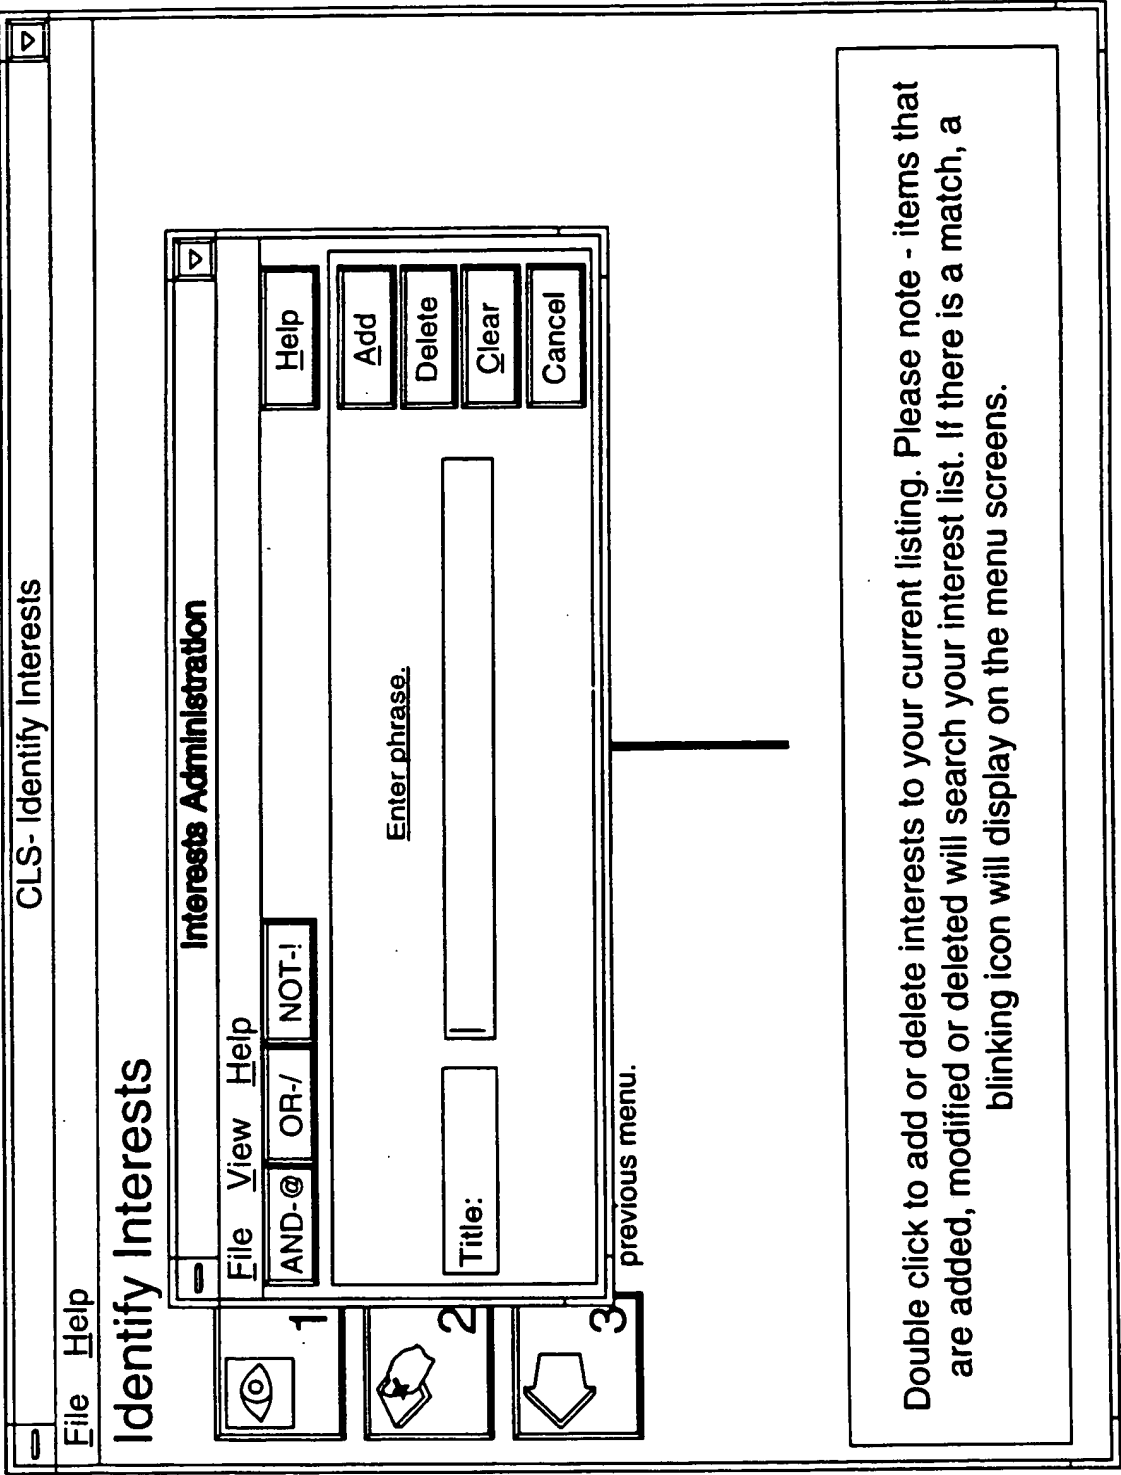 CLS- Identify Interests
File Help
Identify Interests
Interests Administration
File View Help
AND-@ OR-/ NOT-! Help
Enter phrase.
Add
Delete
Title:
Clear
Cancel
1
2
3
previous menu.
Double click to add or delete interests to your current listing. Please note - items that
are added, modified or deleted will search your interest list. If there is a match, a
blinking icon will display on the menu screens.